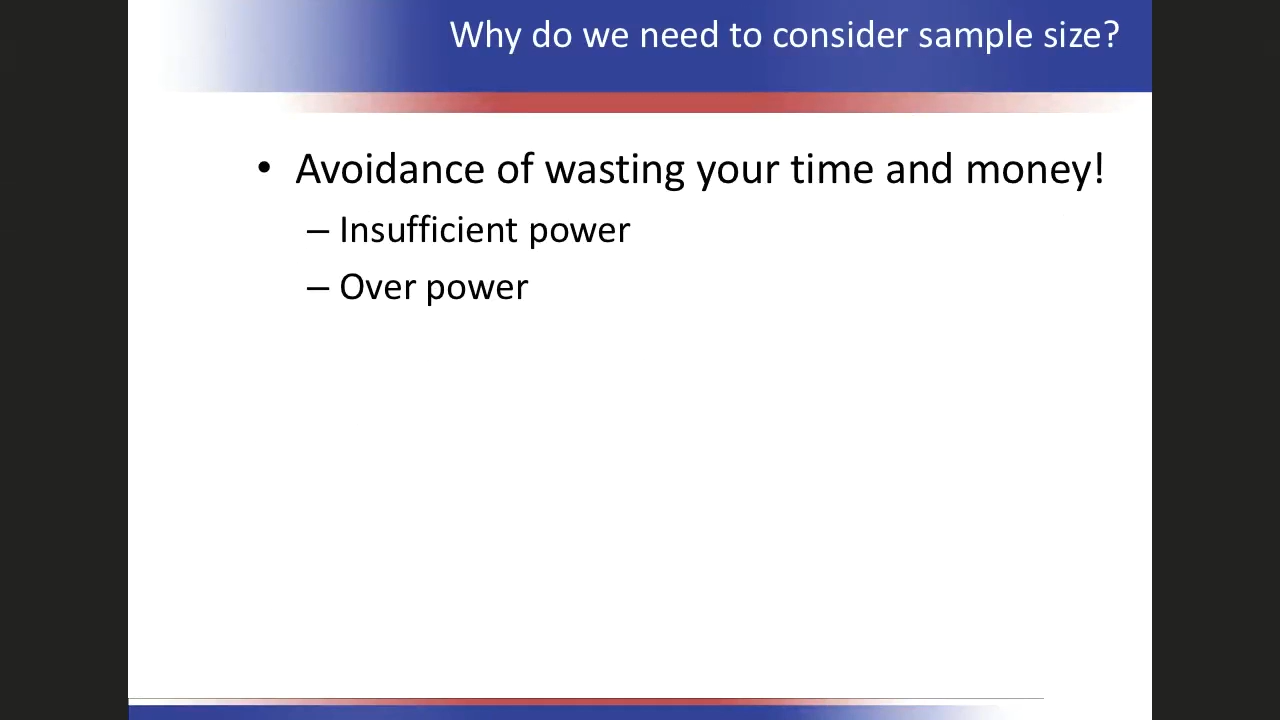 Why do we need to consider sample size?
• Avoidance of wasting your time and money!
– Insufficient power
– Over power